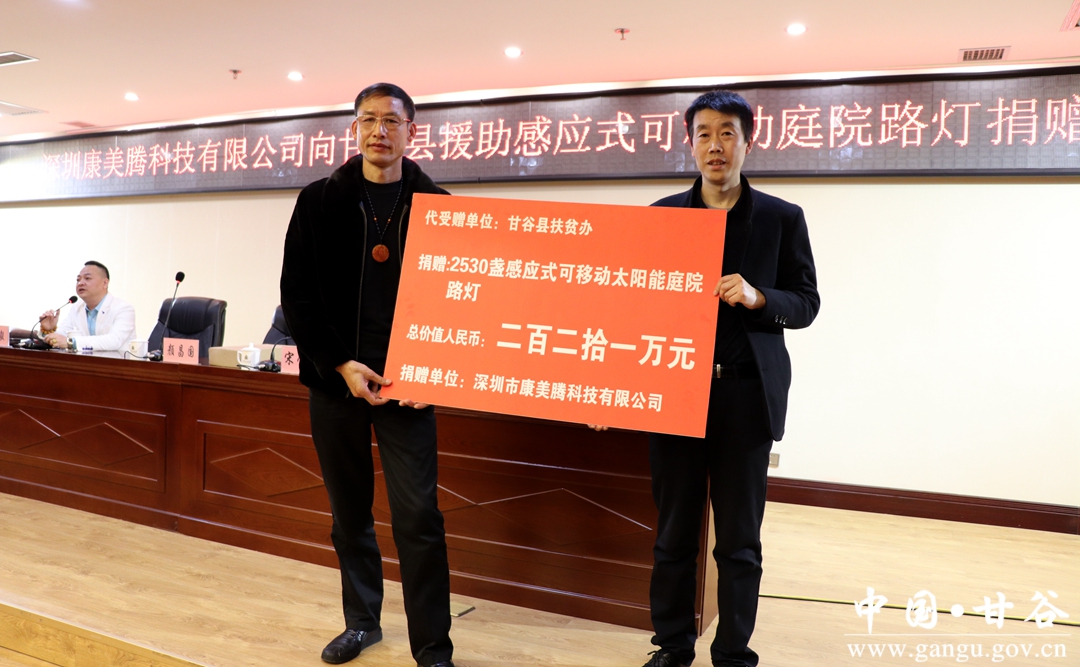 深圳康美腾科技有限公司向甘 县援助感应式可移动庭院路灯捐赠
代受赠单位：甘谷县扶贫办
捐赠:2530盏感应式可移动太阳能庭院
路灯
总价值人民币：二百二拾一万元
捐赠单位：深圳市康美腾科技有限公司
颉昌国
宋
中国·甘谷
www.gangu.gov.cn